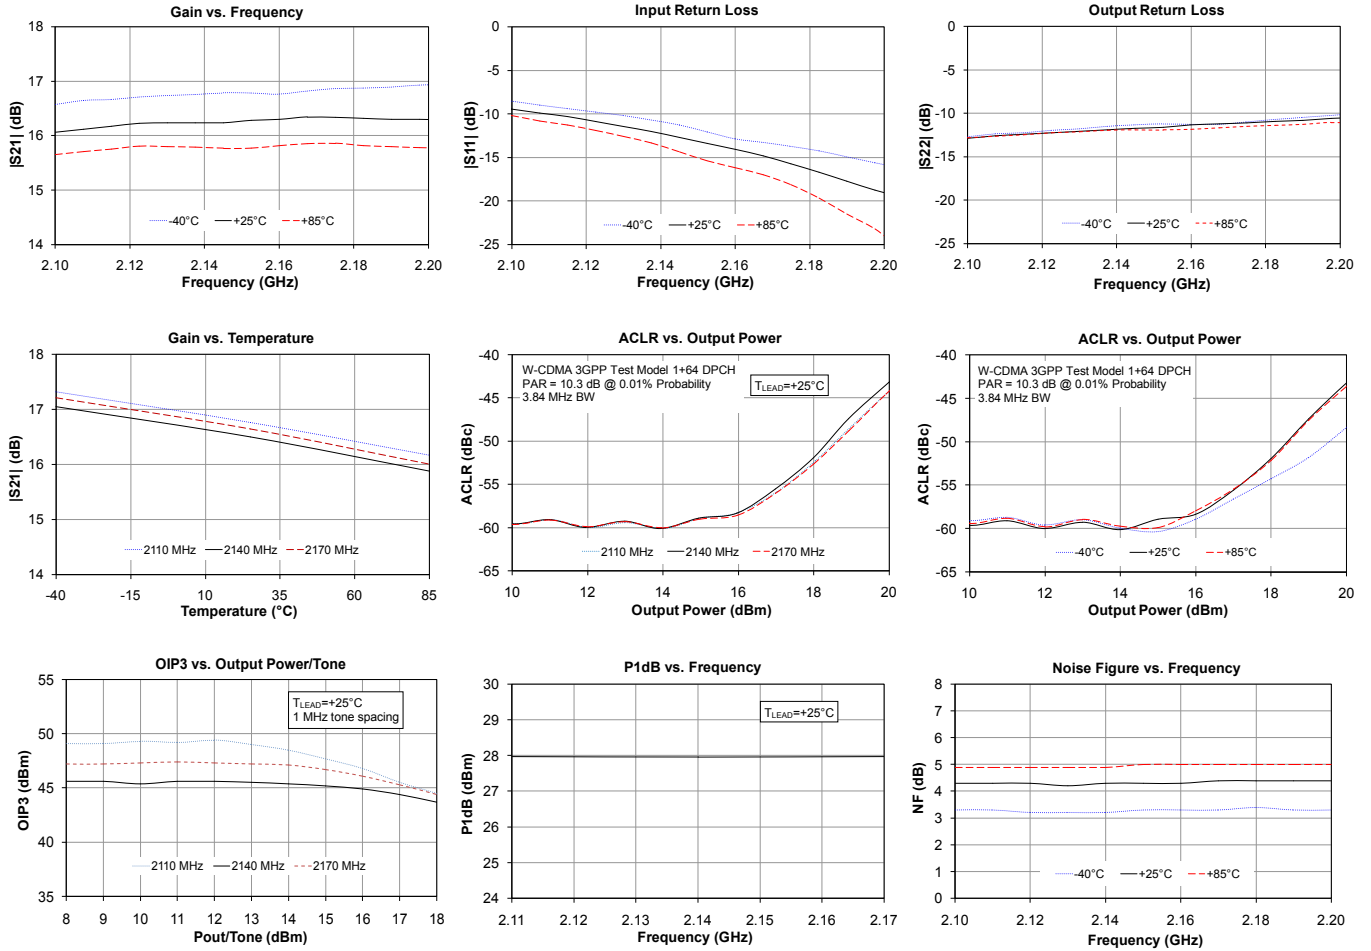 Gain vs. Frequency
|S21| (dB)
18
17
16
15
14
-40°C +25°C +85°C
2.10 2.12 2.14 2.16 2.18 2.20
Frequency (GHz)
Input Return Loss
|S11| (dB)
0
-5
-10
-15
-20
-25
-40°C +25°C +85°C
2.10 2.12 2.14 2.16 2.18 2.20
Frequency (GHz)
Output Return Loss
|S22| (dB)
0
-5
-10
-15
-20
-25
-40°C +25°C +85°C
2.10 2.12 2.14 2.16 2.18 2.20
Frequency (GHz)
Gain vs. Temperature
|S21| (dB)
18
17
16
15
14
2110 MHz 2140 MHz 2170 MHz
-40 -15 10 35 60 85
Temperature (°C)
ACLR vs. Output Power
ACLR (dBc)
-40
-45
-50
-55
-60
-65
W-CDMA 3GPP Test Model 1+64 DPCH
PAR = 10.3 dB @ 0.01% Probability
3.84 MHz BW
TLEAD=+25°C
2110 MHz 2140 MHz 2170 MHz
10 12 14 16 18 20
Output Power (dBm)
ACLR vs. Output Power
ACLR (dBc)
-40
-45
-50
-55
-60
-65
W-CDMA 3GPP Test Model 1+64 DPCH
PAR = 10.3 dB @ 0.01% Probability
3.84 MHz BW
-40°C +25°C +85°C
10 12 14 16 18 20
Output Power (dBm)
OIP3 vs. Output Power/Tone
OIP3 (dBm)
55
50
45
40
35
TLEAD=+25°C
1 MHz tone spacing
2110 MHz 2140 MHz 2170 MHz
8 9 10 11 12 13 14 15 16 17 18
Pout/Tone (dBm)
P1dB vs. Frequency
P1dB (dBm)
30
29
28
27
26
25
24
TLEAD=+25°C
2.11 2.12 2.13 2.14 2.15 2.16 2.17
Frequency (GHz)
Noise Figure vs. Frequency
NF (dB)
8
7
6
5
4
3
2
1
0
-40°C +25°C +85°C
2.10 2.12 2.14 2.16 2.18 2.20
Frequency (GHz)